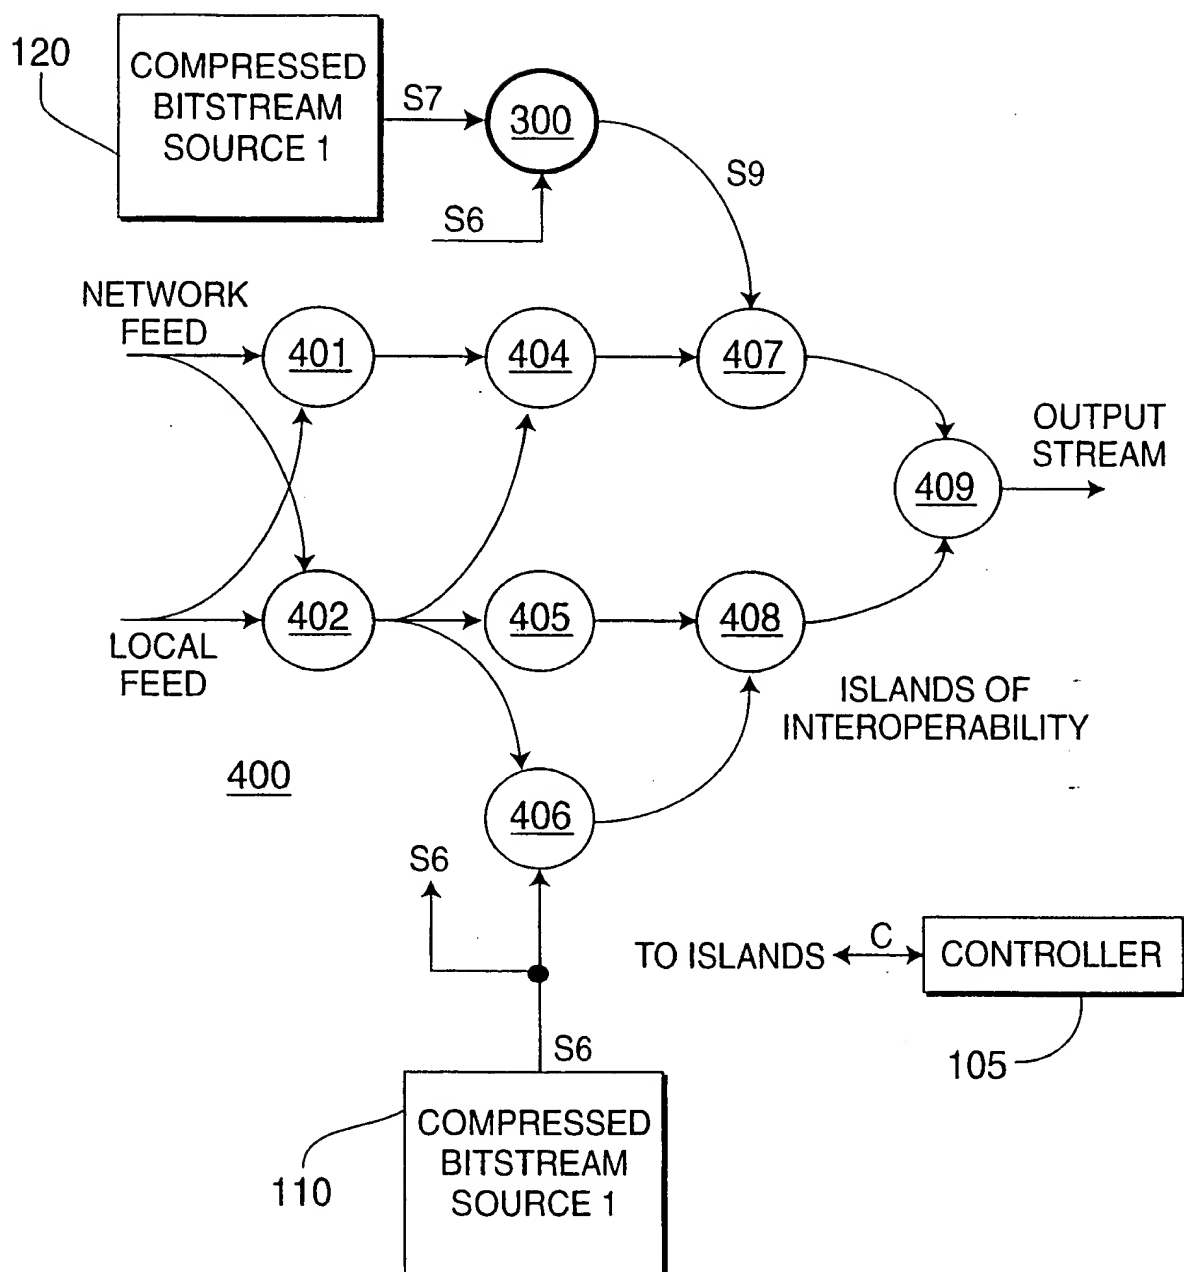 120
COMPRESSED
BITSTREAM
SOURCE 1
S7
300
S9
S6
NETWORK
FEED
401
404
407
OUTPUT
STREAM
409
402
405
408
LOCAL
FEED
ISLANDS OF
INTEROPERABILITY
400
406
S6
TO ISLANDS
C
CONTROLLER
105
S6
COMPRESSED
BITSTREAM
SOURCE 1
110